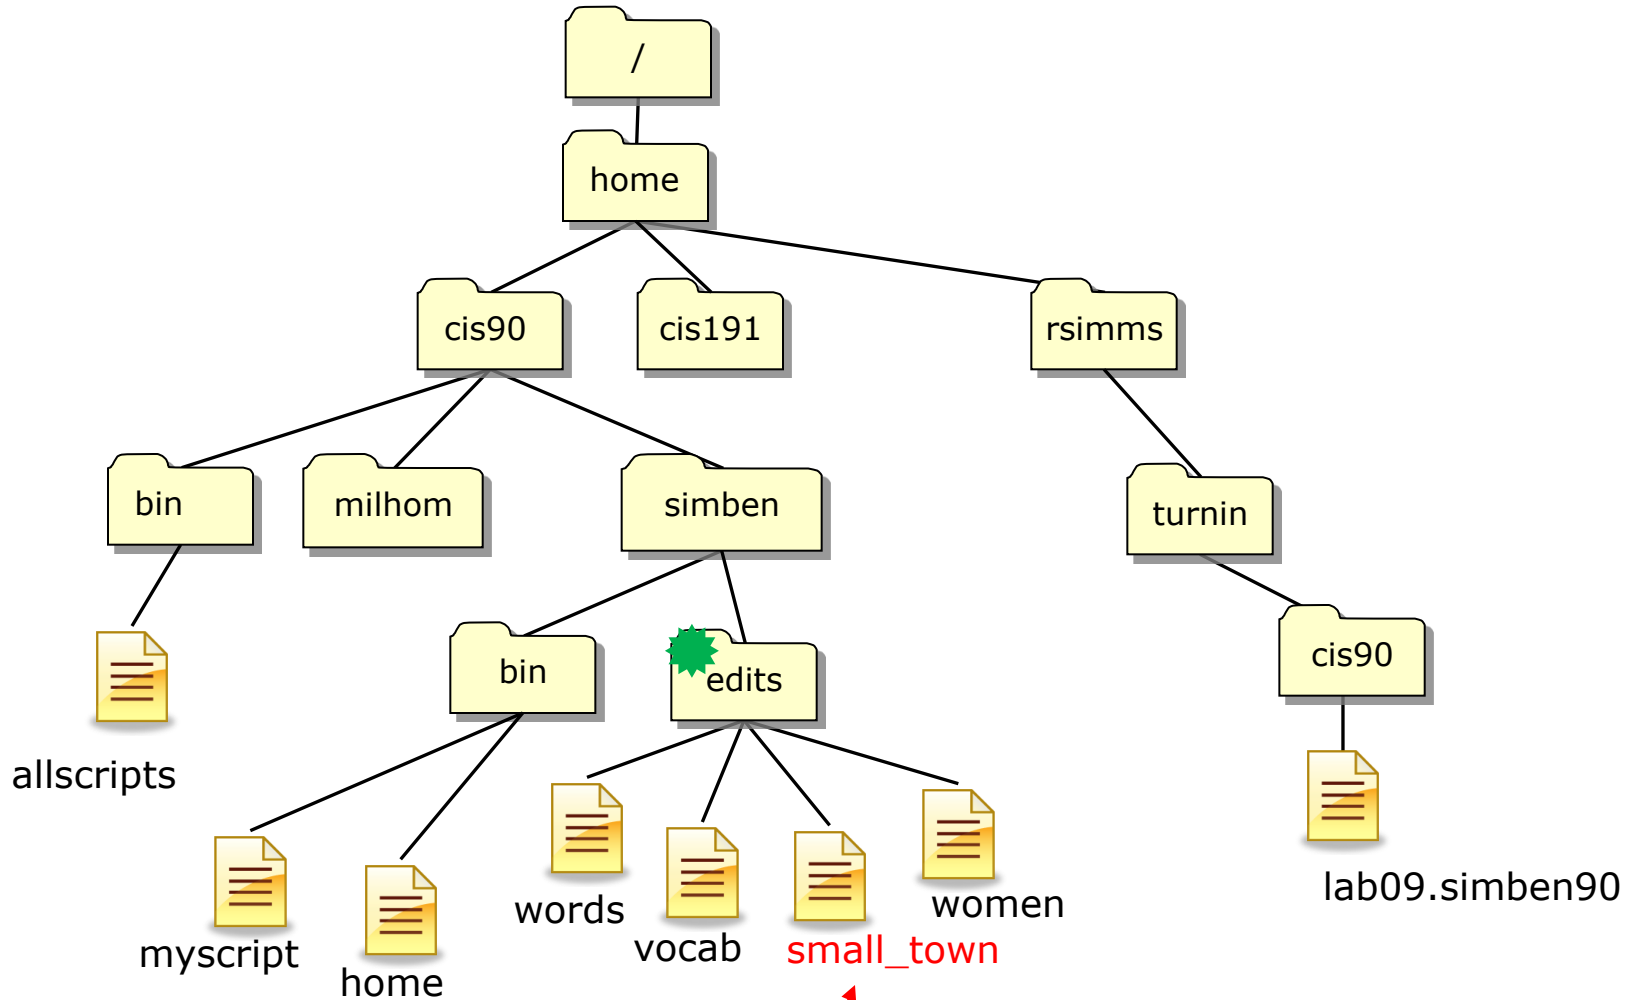 /
home
cis90
cis191
rsimms
bin
milhom
simben
turnin
bin
edits
cis90
allscripts
myscript
home
words
vocab
small_town
women
lab09.simben90